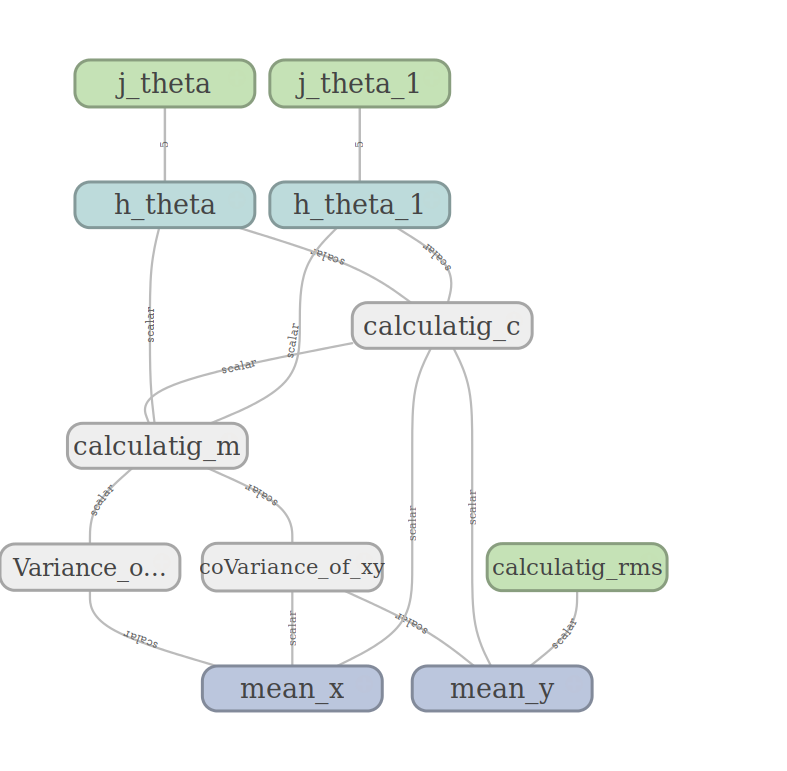 j_theta
j_theta_1
5
5
h_theta
h_theta_1
scalar
scalar
scalar
scalar
calculatig_c
scalar
calculatig_m
scalar
scalar
scalar
scalar
Variance_o...
coVariance_of_xy
calculatig_rms
scalar
scalar
scalar
scalar
mean_x
mean_y